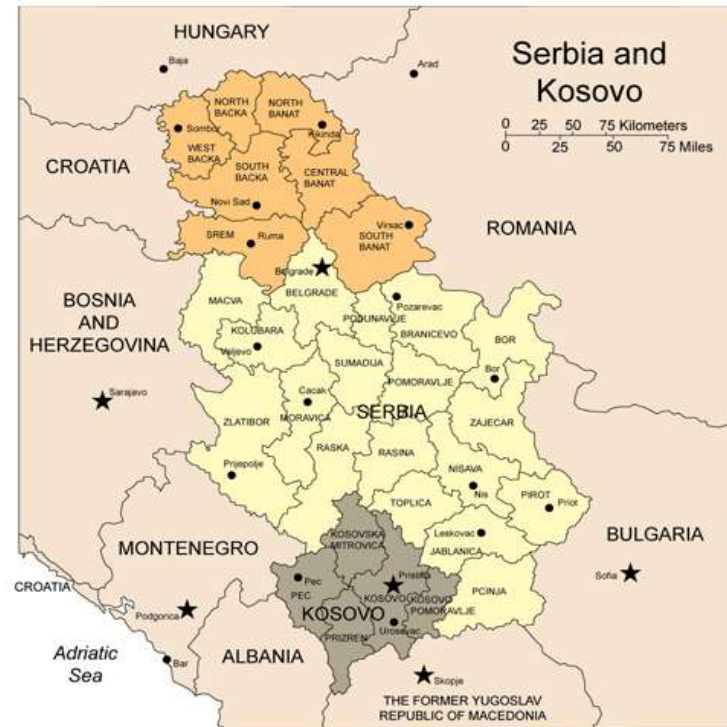 HUNGARY
Baja
Arad
Serbia and
Kosovo
0 25 50 75 Kilometers
0 25 50 75 Miles
NORTH
BACKA
NORTH
BANAT
Sombor
Kikinda
WEST
BACKA
CROATIA
SOUTH
BACKA
CENTRAL
BANAT
Novi Sad
Virsac
SREM
Ruma
SOUTH
BANAT
ROMANIA
Belgrade
BELGRADE
MACVA
Pozarevac
BOSNIA
AND
HERZEGOVINA
PODUNAVLJE
KOLUBARA
BRANICEVO
BOR
Valjevo
SUMADIJA
Bor
POMORAVLJE
Sarajevo
Cacak
MORAVICA
SERBIA
ZLATIBOR
ZAJECAR
RASKA
RASINA
Prijepolje
NISAVA
Nis
PIROT
Priot
TOPLICA
Leskovac
JABLANICA
BULGARIA
KOSOVSKA
MITROVICA
MONTENEGRO
Sofia
CROATIA
Pec
PEC
Pristina
KOSOVO
KOSOVO
POMORAVLJE
PCINJA
KOSOVO
Podgorica
Urosevac
PRIZREN
Adriatic
Sea
Bar
ALBANIA
Skopje
THE FORMER YUGOSLAV
REPUBLIC OF MACEDONIA